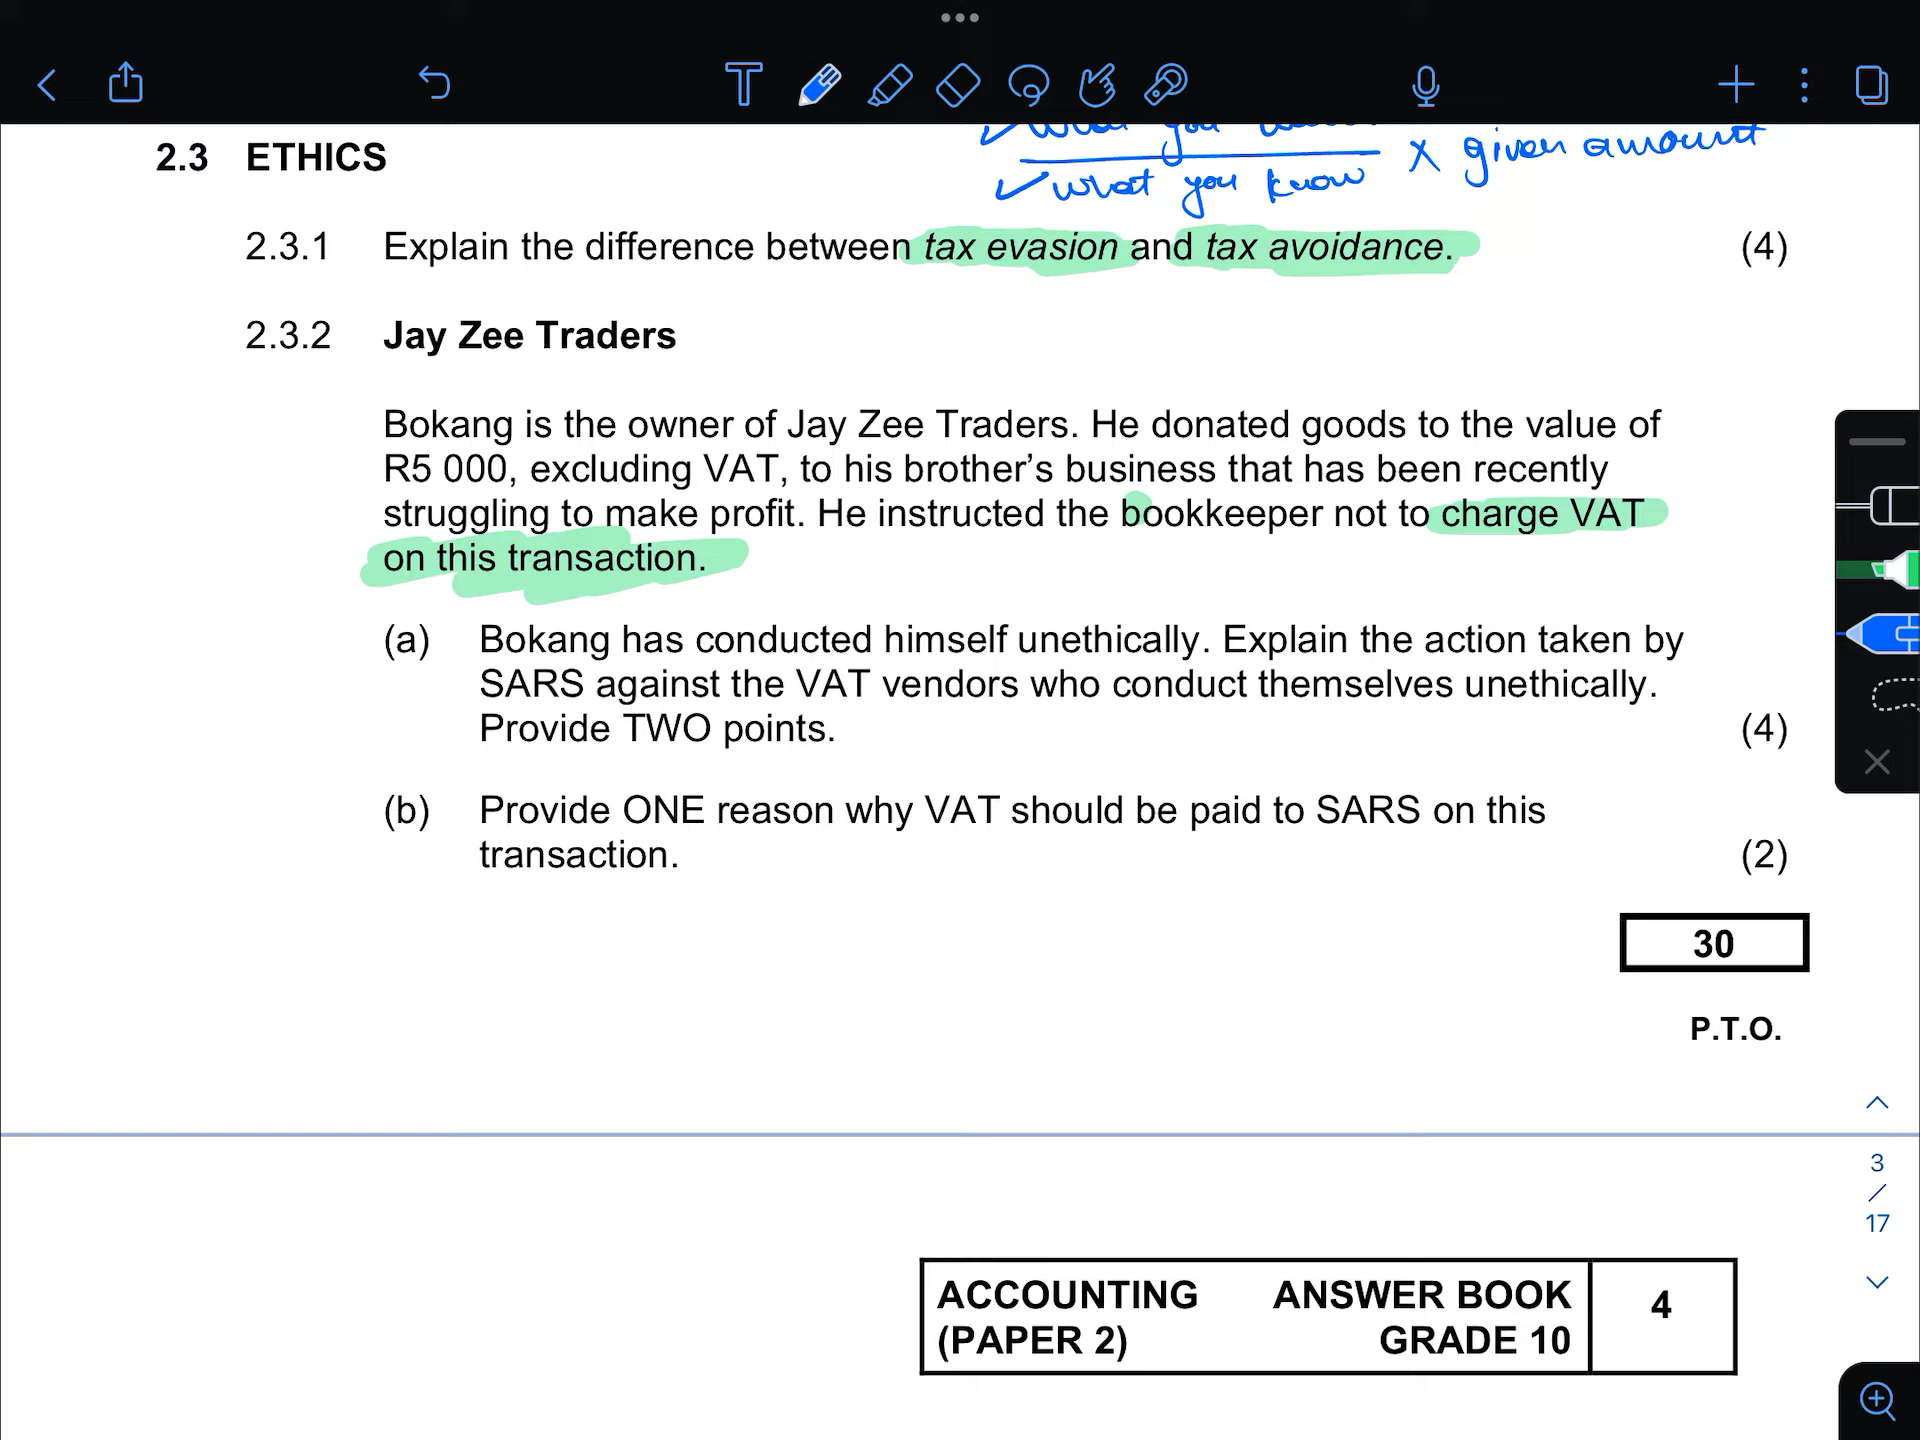 2.3 ETHICS
what you
what you know × given amount
2.3.1 Explain the difference between tax evasion and tax avoidance. (4)
2.3.2 Jay Zee Traders
Bokang is the owner of Jay Zee Traders. He donated goods to the value of
R5 000, excluding VAT, to his brother's business that has been recently
struggling to make profit. He instructed the bookkeeper not to charge VAT
on this transaction.
(a) Bokang has conducted himself unethically. Explain the action taken by
SARS against the VAT vendors who conduct themselves unethically.
Provide TWO points. (4)
(b) Provide ONE reason why VAT should be paid to SARS on this
transaction. (2)
30
P.T.O.
3
/
17
ACCOUNTING ANSWER BOOK 4
(PAPER 2) GRADE 10